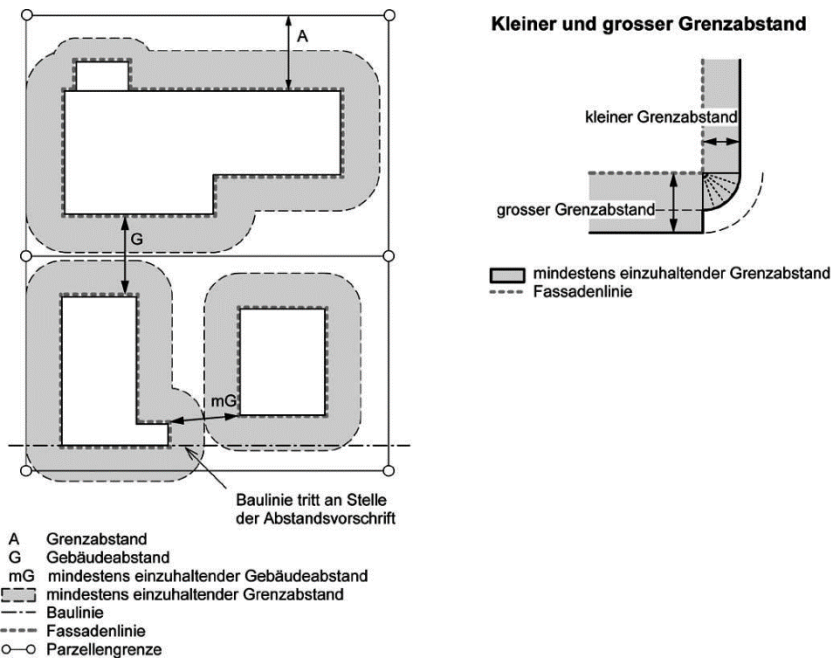 A
G
mG
Baulinie tritt an Stelle
der Abstandsvorschrift
A Grenzabstand
G Gebäudeabstand
mG mindestens einzuhaltender Gebäudeabstand
mindestens einzuhaltender Grenzabstand
Baulinie
Fassadenlinie
Parzellengrenze
Kleiner und grosser Grenzabstand
kleiner Grenzabstand
grosser Grenzabstand
mindestens einzuhaltender Grenzabstand
Fassadenlinie